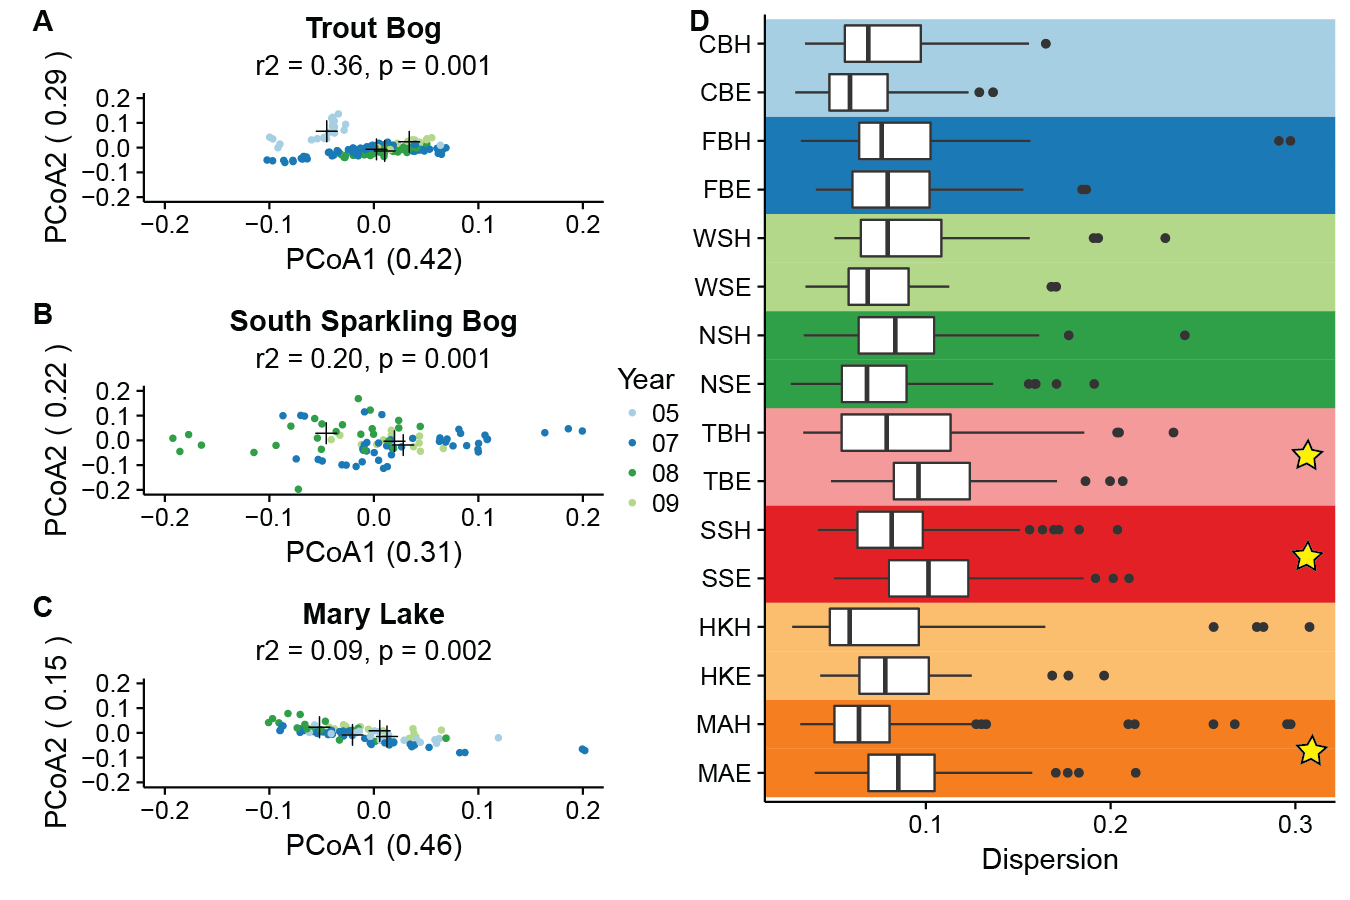 A
Trout Bog
r2 = 0.36, p = 0.001
PCoA2 ( 0.29 )
0.2
0.1
0.0
−0.1
−0.2
−0.2 −0.1 0.0 0.1 0.2
PCoA1 (0.42)
B
South Sparkling Bog
r2 = 0.20, p = 0.001
PCoA2 ( 0.22 )
0.2
0.1
0.0
−0.1
−0.2
−0.2 −0.1 0.0 0.1 0.2
PCoA1 (0.31)
Year
05
07
08
09
C
Mary Lake
r2 = 0.09, p = 0.002
PCoA2 ( 0.15 )
0.2
0.1
0.0
−0.1
−0.2
−0.2 −0.1 0.0 0.1 0.2
PCoA1 (0.46)
D
CBH
CBE
FBH
FBE
WSH
WSE
NSH
NSE
TBH
TBE
SSH
SSE
HKH
HKE
MAH
MAE
0.1 0.2 0.3
Dispersion